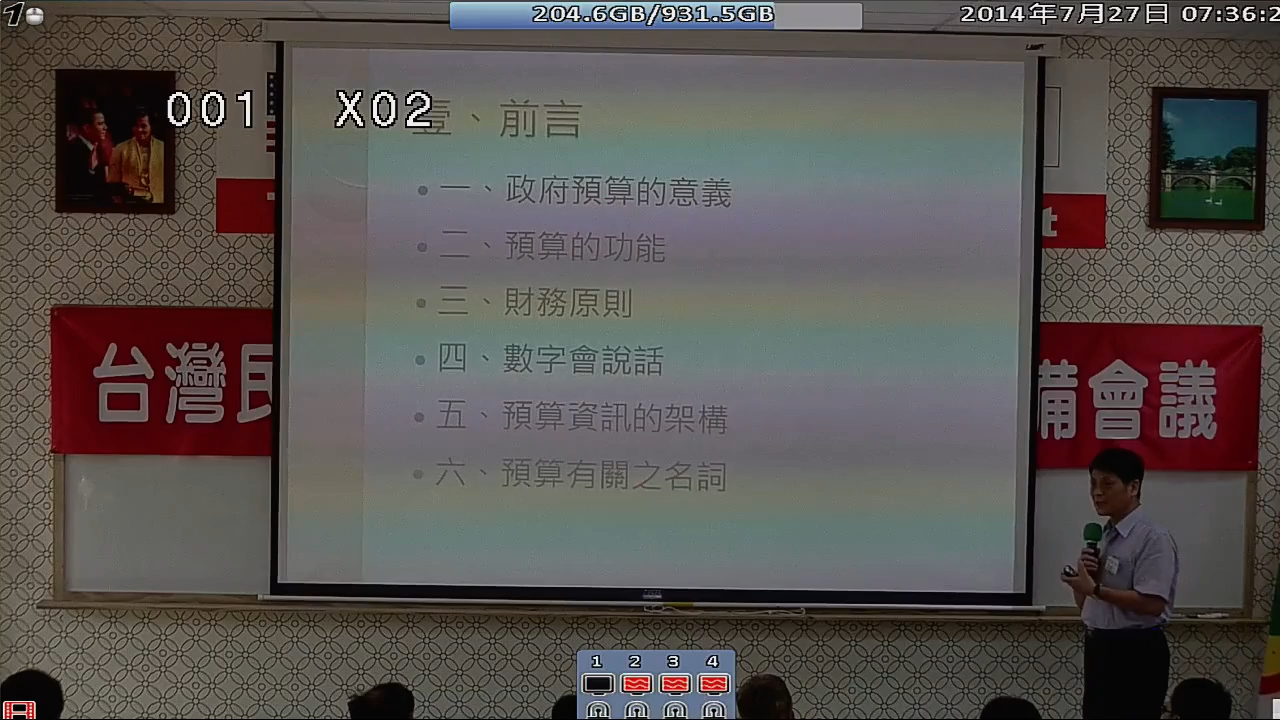 204.6GB/931.5GB
2014年7月27日 07:36:2
001 X02
壹、前言
一、政府預算的意義
二、預算的功能
三、財務原則
四、數字會說話
五、預算資訊的架構
六、預算有關之名詞
t
台灣民
備會議
1 2 3 4